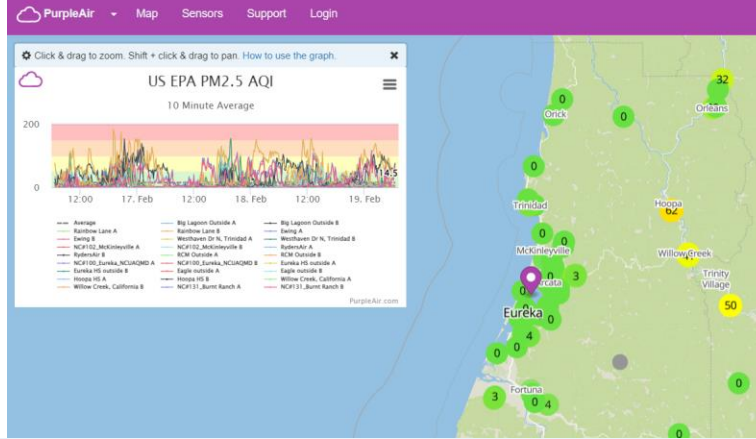 PurpleAir Map Sensors Support Login
Click & drag to zoom. Shift + click & drag to pan. How to use the graph. ×
US EPA PM2.5 AQI
10 Minute Average
200
0
14.5
12:00 17. Feb 12:00 18. Feb 12:00 19. Feb
Average Big Lagoon Outside A Big Lagoon Outside B
Rainbow Lane A Rainbow Lane B Ewing A
Ewing B Westhaven Dr N, Trinidad A Westhaven Dr N, Trinidad B
NC#102_McKinleyville A NC#102_McKinleyville B RydersAir A
RydersAir B RCM Outside A RCM Outside B
NC#100_Eureka_NCUAQMD A NC#100_Eureka_NCUAQMD B Eureka HS outside A
Eureka HS outside B Eagle outside A Eagle outside B
Hoopa HS A Hoopa HS B Willow Creek, California A
Willow Creek, California B NC#131_Burnt Ranch A NC#131_Burnt Ranch B
PurpleAir.com
32
0
Orick
0
Orleans
0
Trinidad
Hoopa
62
0
0
McKinleyville
Willow Creek
0
3
Trinity
Village
0
rcata
50
Eureka
0
4
0
0
0
Fortuna
3
0
4
0